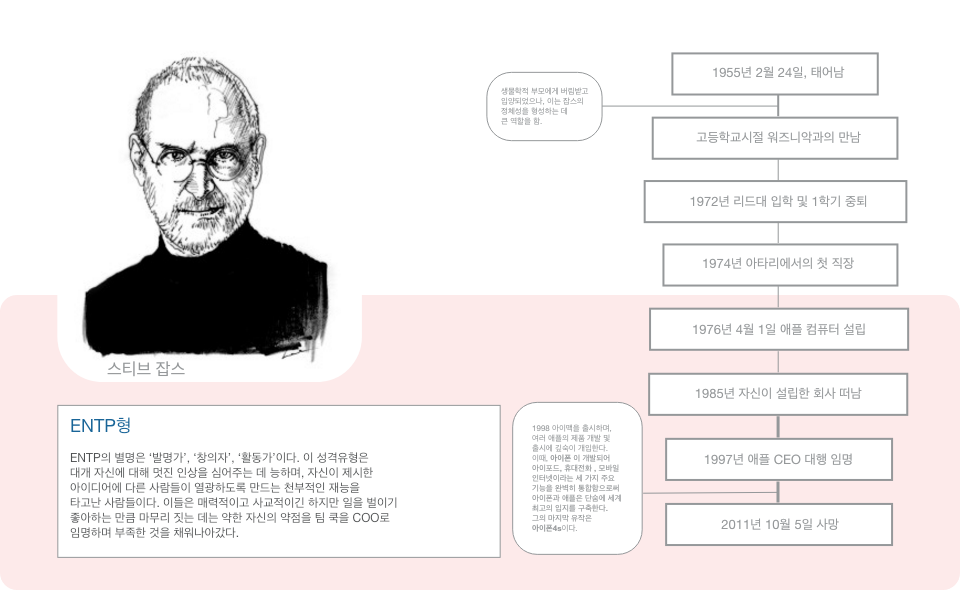 스티브 잡스
ENTP형
ENTP의 별명은 ‘발명가’, ‘창의자’, ‘활동가’이다. 이 성격유형은
대개 자신에 대해 멋진 인상을 심어주는 데 능하며, 자신이 제시한
아이디어에 다른 사람들이 열광하도록 만드는 천부적인 재능을
타고난 사람들이다. 이들은 매력적이고 사교적이긴 하지만 일을 벌이기
좋아하는 만큼 마무리 짓는 데는 약한 자신의 약점을 팀 쿡을 COO로
임명하며 부족한 것을 채워나아갔다.
1955년 2월 24일, 태어남
생물학적 부모에게 버림받고
입양되었으나, 이는 잡스의
정체성을 형성하는 데
큰 역할을 함.
고등학교시절 워즈니악과의 만남
1972년 리드대 입학 및 1학기 중퇴
1974년 아타리에서의 첫 직장
1976년 4월 1일 애플 컴퓨터 설립
1985년 자신이 설립한 회사 떠남
1997년 애플 CEO 대행 임명
1998 아이맥을 출시하며,
여러 애플의 제품 개발 및
출시에 깊숙이 개입한다.
이때, 아이폰 이 개발되어
아이포드, 휴대전화 , 모바일
인터넷이라는 세 가지 주요
기능을 완벽히 통합함으로써
아이폰과 애플은 단숨에 세계
최고의 입지를 구축한다.
그의 마지막 유작은
아이폰4s이다.
2011년 10월 5일 사망